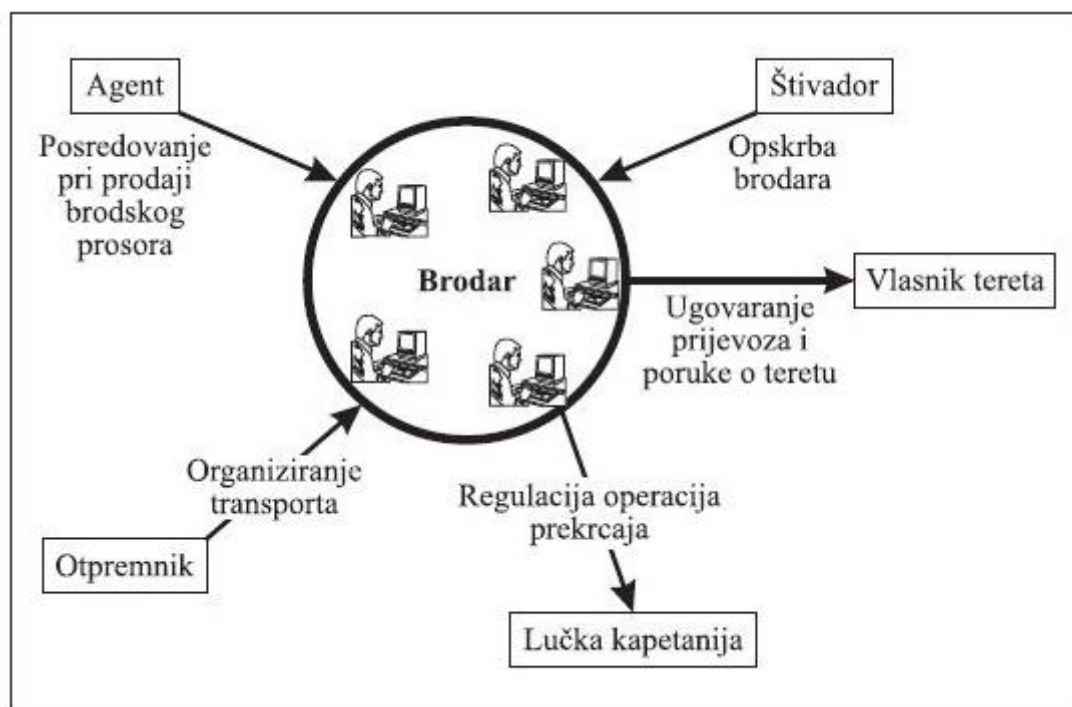 Agent
Posredovanje
pri prodaji
brodskog
prosora
Štivador
Opskrba
brodara
Brodar
Vlasnik tereta
Ugovaranje
prijevoza i
poruke o teretu
Organiziranje
transporta
Otpremnik
Regulacija operacija
prekrcaja
Lučka kapetanija